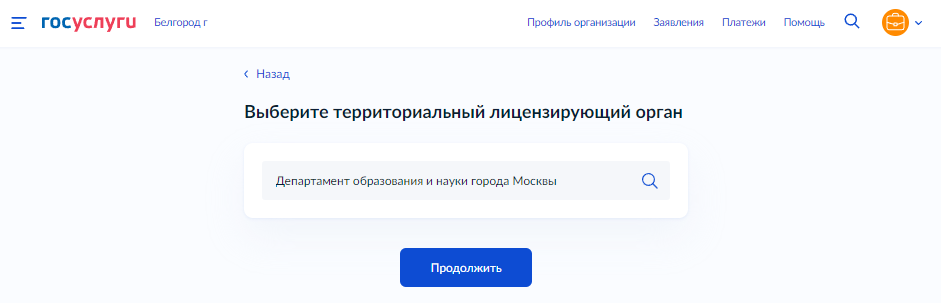 госуслуги Белгород г Профиль организации Заявления Платежи Помощь
Назад
Выберите территориальный лицензирующий орган
Департамент образования и науки города Москвы
Продолжить